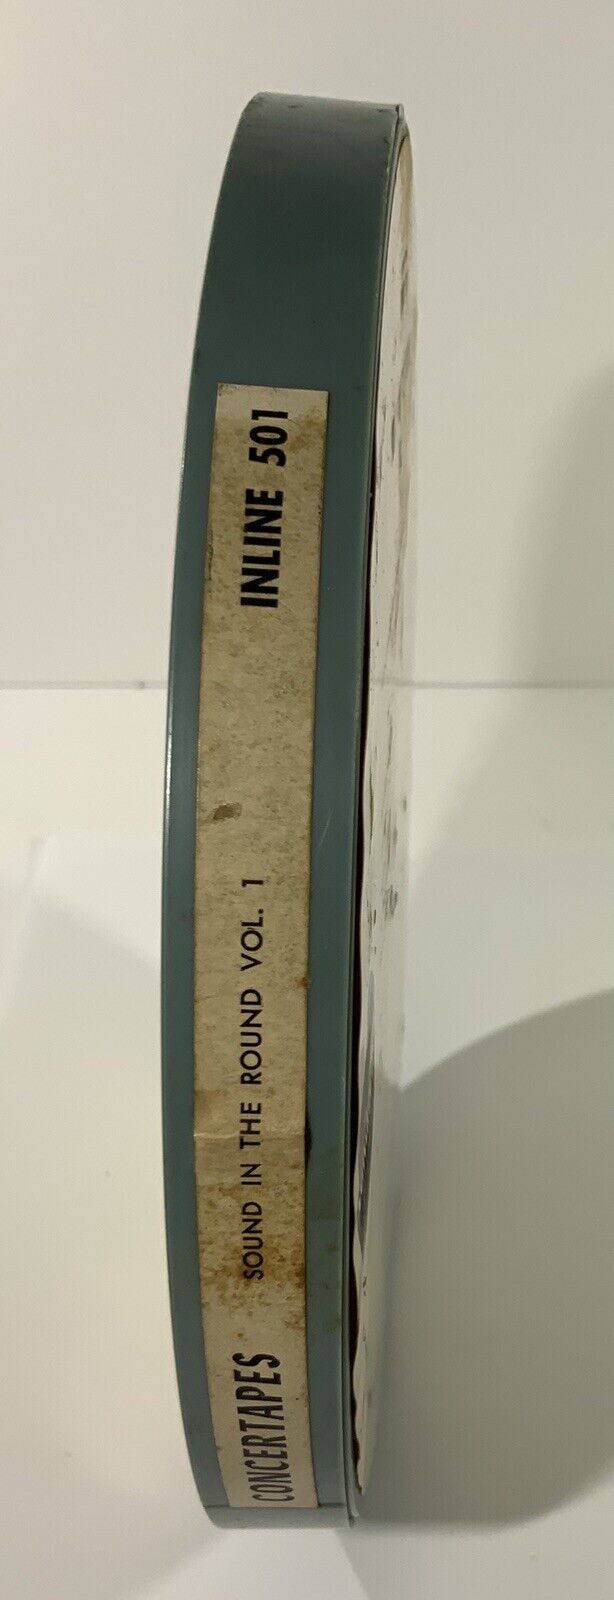 CONCERTAPES
SOUND IN THE ROUND VOL. 1
INLINE 501